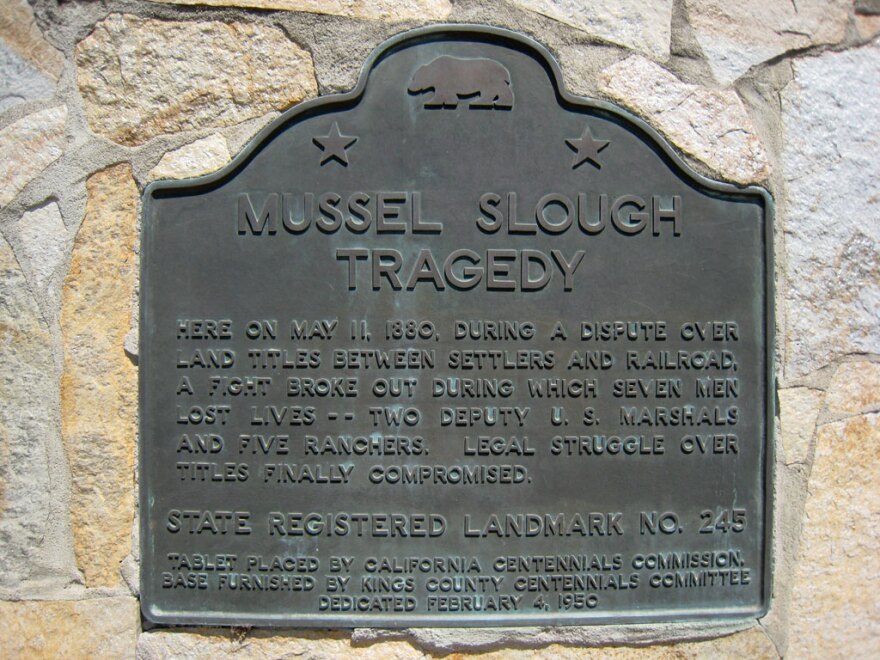 MUSSEL SLOUGH
TRAGEDY
HERE ON MAY 11, 1880, DURING A DISPUTE OVER
LAND TITLES BETWEEN SETTLERS AND RAILROAD,
A FIGHT BROKE OUT DURING WHICH SEVEN MEN
LOST LIVES -- TWO DEPUTY U. S. MARSHALS
AND FIVE RANCHERS. LEGAL STRUGGLE OVER
TITLES FINALLY COMPROMISED.
STATE REGISTERED LANDMARK NO. 245
TABLET PLACED BY CALIFORNIA CENTENNIALS COMMISSION.
BASE FURNISHED BY KINGS COUNTY CENTENNIALS COMMITTEE
DEDICATED FEBRUARY 4, 1950